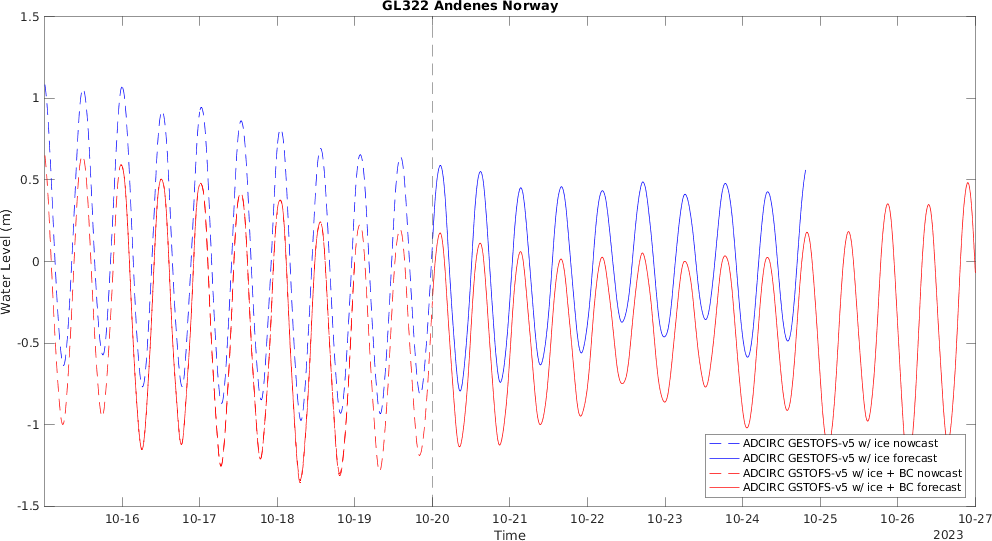 GL322 Andenes Norway
1.5
1
0.5
0
-0.5
-1
-1.5
Water Level (m)
10-16 10-17 10-18 10-19 10-20 10-21 10-22 10-23 10-24 10-25 10-26 10-27
Time
2023
ADCIRC GESTOFS-v5 w/ ice nowcast
ADCIRC GESTOFS-v5 w/ ice forecast
ADCIRC GSTOFS-v5 w/ ice + BC nowcast
ADCIRC GSTOFS-v5 w/ ice + BC forecast